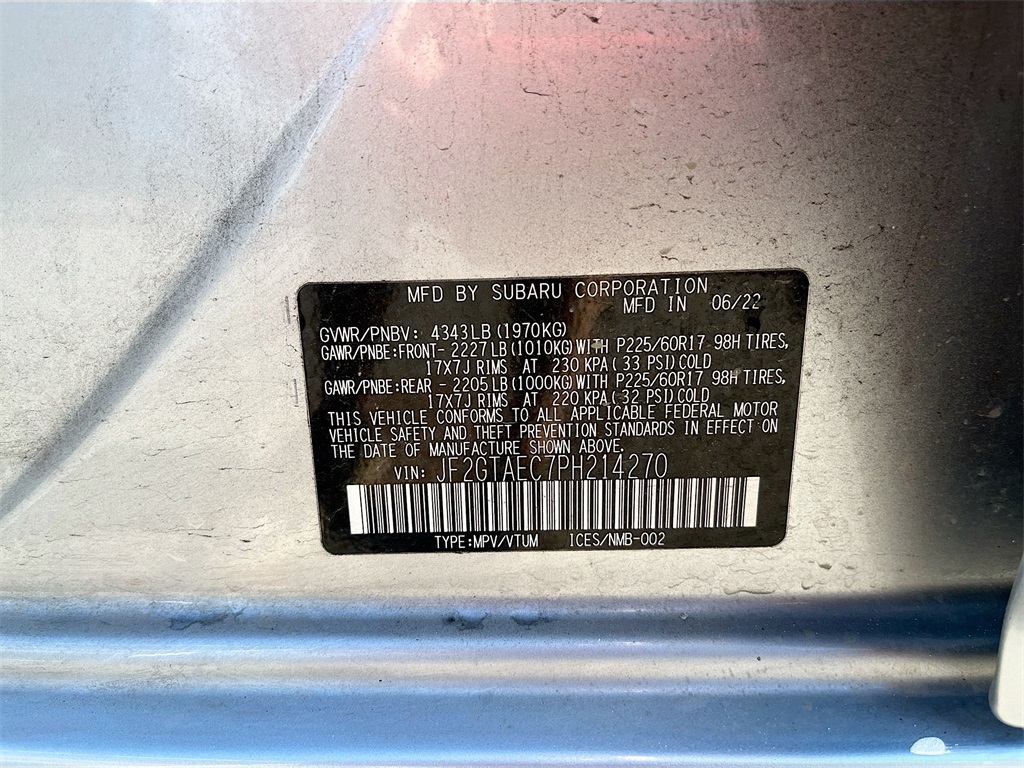 MFD BY SUBARU CORPORATION
MFD IN 06/22
GVWR/PNBV: 4343LB(1970KG)
GAWR/PNBE:FRONT- 2227LB(1010KG)WITH P225/60R17 98H TIRES,
17X7J RIMS AT 230 KPA(33 PSI)COLD
GAWR/PNBE:REAR - 2205LB(1000KG)WITH P225/60R17 98H TIRES,
17X7J RIMS AT 220 KPA(32 PSI)COLD
THIS VEHICLE CONFORMS TO ALL APPLICABLE FEDERAL MOTOR
VEHICLE SAFETY AND THEFT PREVENTION STANDARDS IN EFFECT ON
THE DATE OF MANUFACTURE SHOWN ABOVE.
VIN: JF2GTAEC7PH214270
TYPE:MPV/VTUM ICES/NMB-002